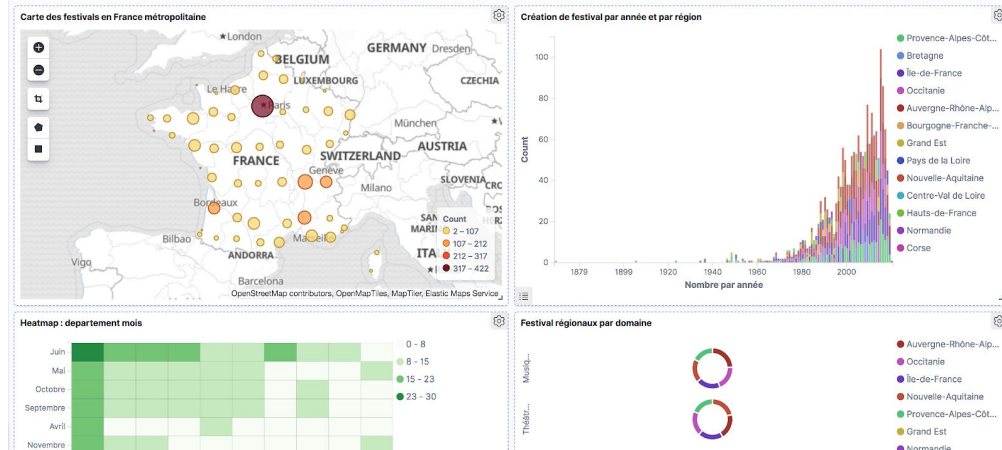 Carte des festivals en France métropolitaine
London
BELGIUM
GERMANY
Dresden
LUXEMBOURG
CZECHIA
Le Havre
Paris
München
AUSTRIA
FRANCE
SWITZERLAND
Genève
SLOVENIA
CRO
Milano
Bordeaux
SAN
MARIN
ITA
Marseille
Bilbao
ANDORRA
Vigo
Barcelona
Count
2 – 107
107 – 212
212 – 317
317 – 422
OpenStreetMap contributors, OpenMapTiles, MapTiler, Elastic Maps Service
Création de festival par année et par région
Count
100
80
60
40
20
0
1879
1899
1920
1940
1960
1980
2000
Nombre par année
Provence-Alpes-Côt...
Bretagne
Île-de-France
Occitanie
Auvergne-Rhône-Alp...
Bourgogne-Franche-...
Grand Est
Pays de la Loire
Nouvelle-Aquitaine
Centre-Val de Loire
Hauts-de-France
Normandie
Corse
Heatmap : departement mois
Juin
Mai
Octobre
Septembre
Avril
Novembre
0 - 8
8 - 15
15 - 23
23 - 30
Festival régionaux par domaine
Musiq...
Théâtr...
Auvergne-Rhône-Alp...
Occitanie
Île-de-France
Nouvelle-Aquitaine
Provence-Alpes-Côt...
Grand Est
Normandie